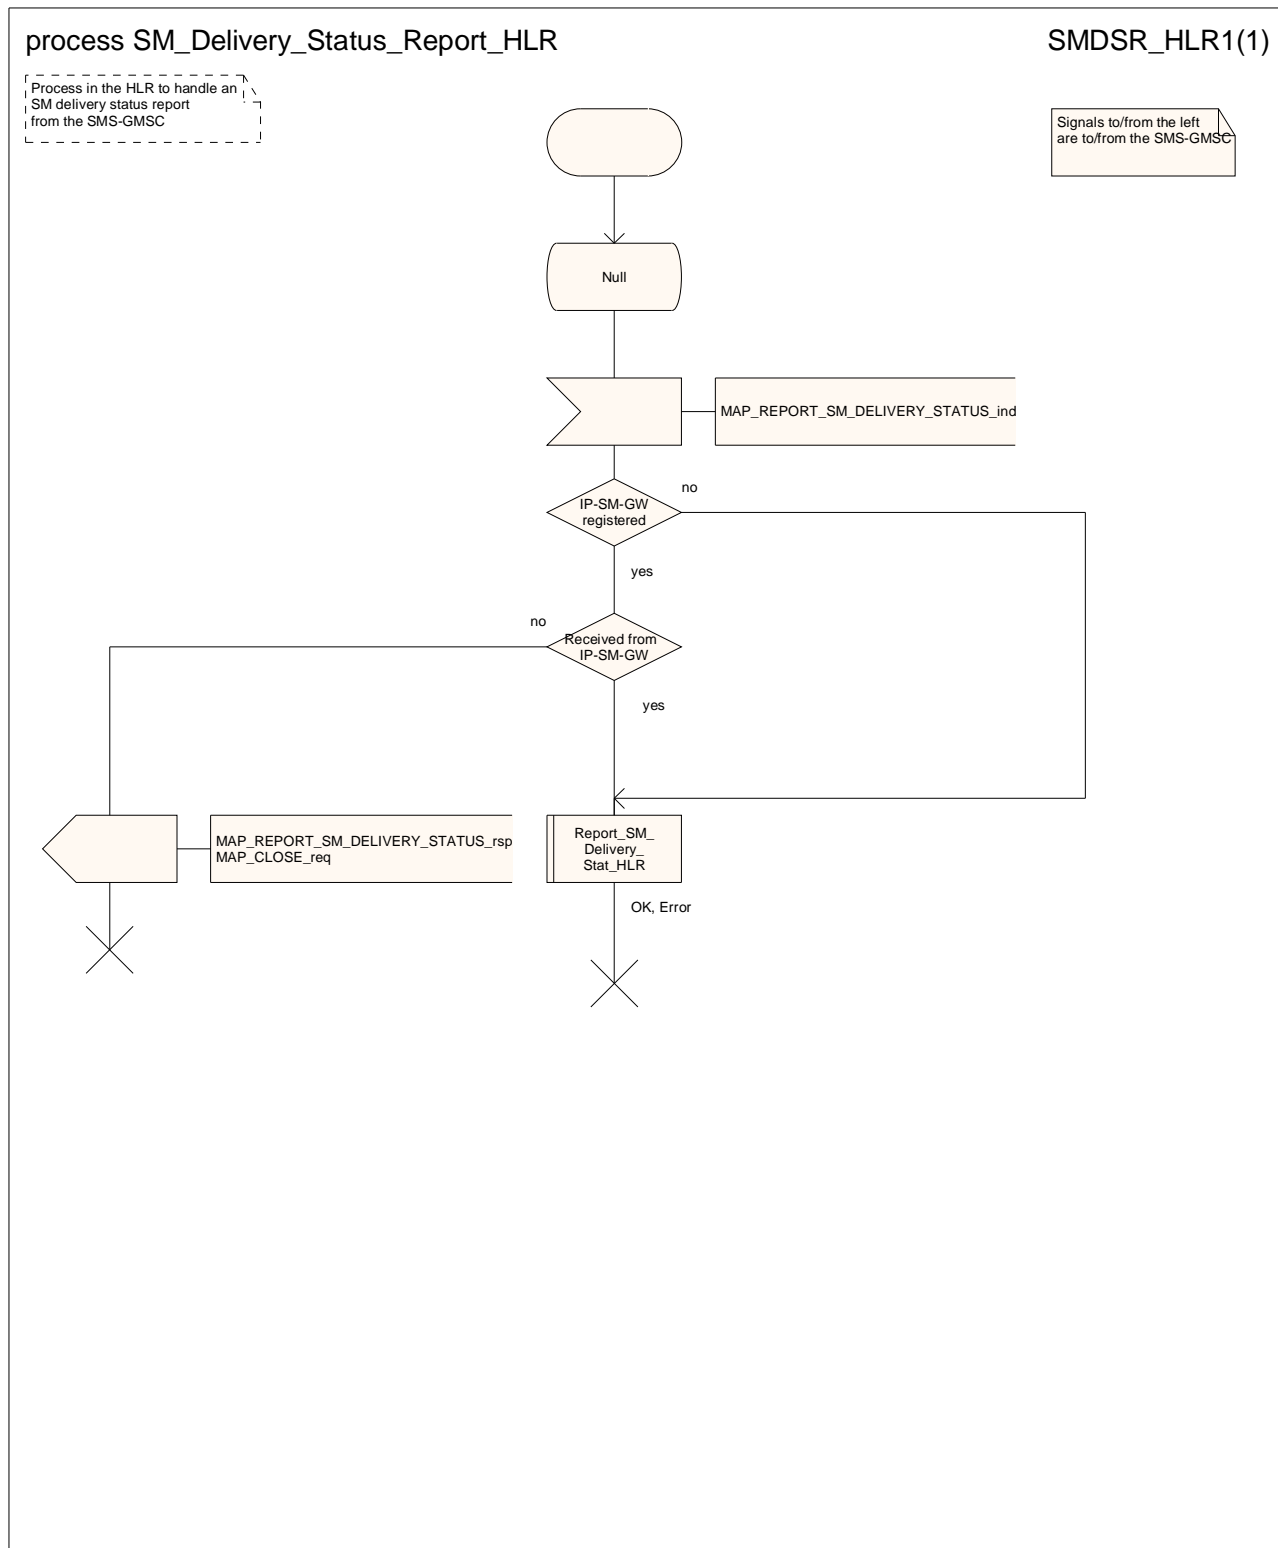 process SM_Delivery_Status_Report_HLR
SMDSR_HLR1(1)
Process in the HLR to handle an
SM delivery status report
from the SMS-GMSC
Signals to/from the left
are to/from the SMS-GMSC
Null
MAP_REPORT_SM_DELIVERY_STATUS_ind
IP-SM-GW
registered
no
yes
no
Received from
IP-SM-GW
yes
MAP_REPORT_SM_DELIVERY_STATUS_rsp
MAP_CLOSE_req
Report_SM_
Delivery_
Stat_HLR
OK, Error